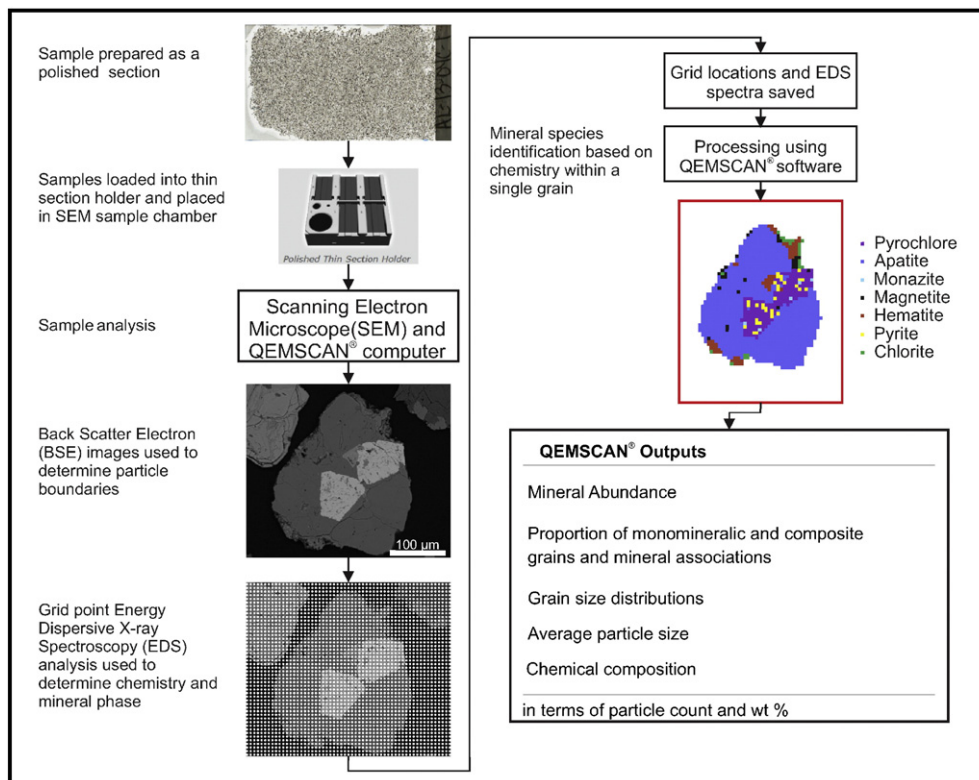 Sample prepared as a
polished section
Samples loaded into thin
section holder and placed
in SEM sample chamber
Polished Thin Section Holder
Sample analysis
Scanning Electron
Microscope(SEM) and
QEMSCAN® computer
Back Scatter Electron
(BSE) images used to
determine particle
boundaries
100 µm
Grid point Energy
Dispersive X-ray
Spectroscopy (EDS)
analysis used to
determine chemistry and
mineral phase
Grid locations and EDS
spectra saved
Mineral species
identification based on
chemistry within a
single grain
Processing using
QEMSCAN® software
Pyrochlore
Apatite
Monazite
Magnetite
Hematite
Pyrite
Chlorite
QEMSCAN® Outputs
Mineral Abundance
Proportion of monomineralic and composite
grains and mineral associations
Grain size distributions
Average particle size
Chemical composition
in terms of particle count and wt %